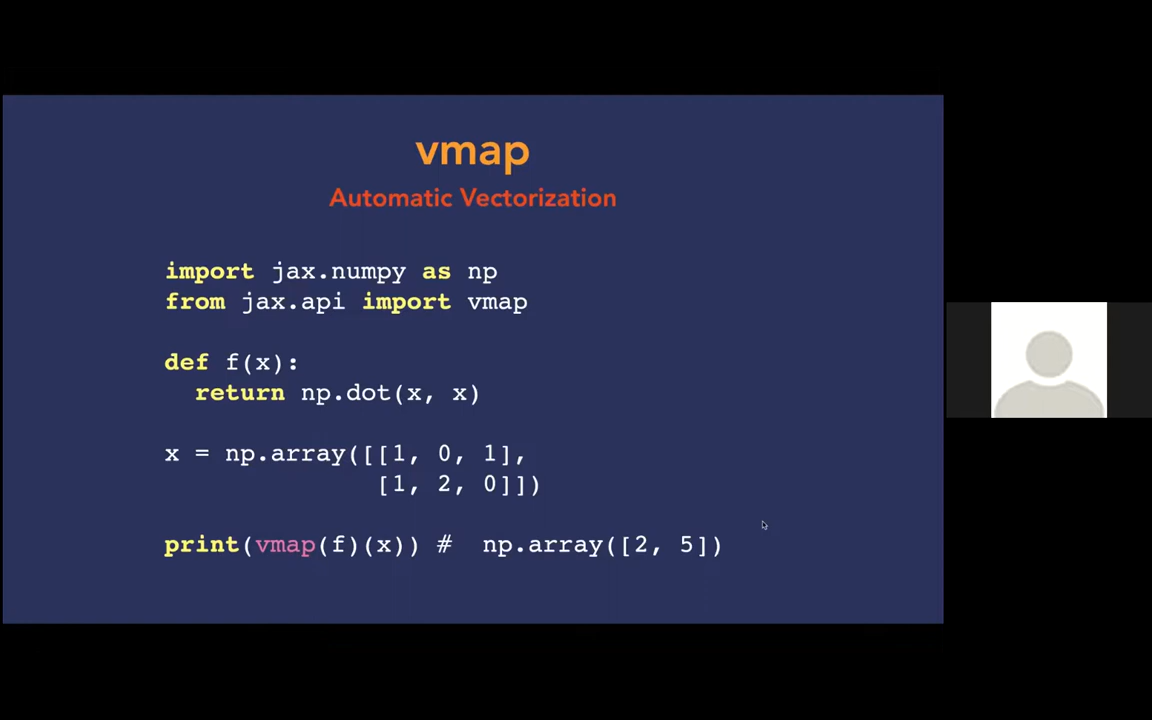 vmap
Automatic Vectorization
import jax.numpy as np
from jax.api import vmap
def f(x):
  return np.dot(x, x)
x = np.array([[1, 0, 1],
              [1, 2, 0]])
print(vmap(f)(x)) #  np.array([2, 5])